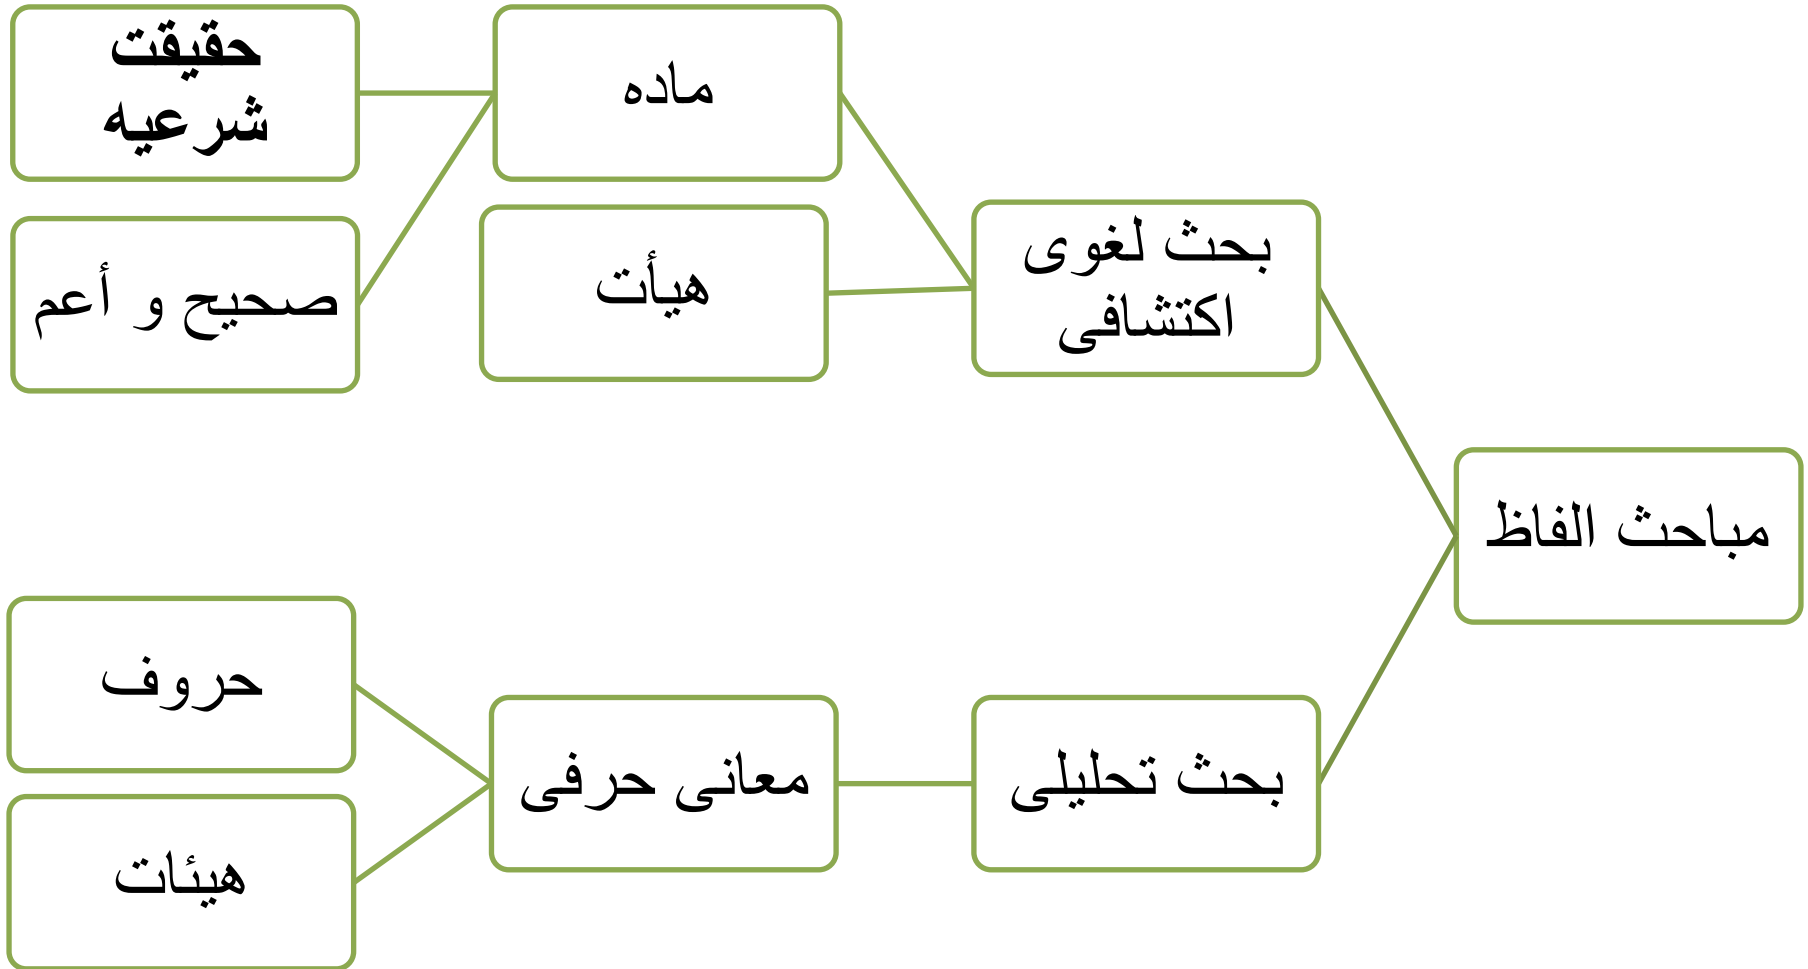 مباحث الفاظ
بحث لغوی
اکتشافی
ماده
حقیقت
شرعیه
صحیح و أعم
هیأت
بحث تحلیلی
معانی حرفی
حروف
هیئات